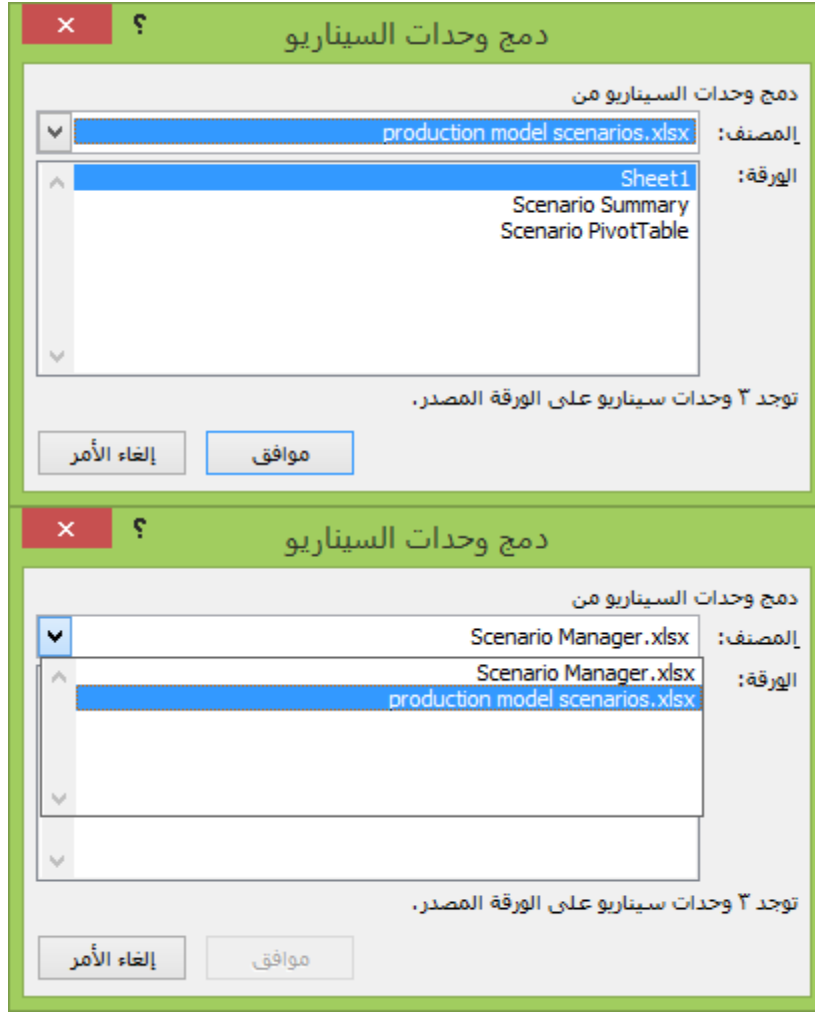 دمج وحدات السيناريو ؟
دمج وحدات السيناريو من
المصنف: production model scenarios.xlsx
الورقة: Sheet1
Scenario Summary
Scenario PivotTable
توجد ٣ وحدات سيناريو على الورقة المصدر.
موافق إلغاء الأمر
دمج وحدات السيناريو ؟
دمج وحدات السيناريو من
المصنف: Scenario Manager.xlsx
الورقة: Scenario Manager.xlsx
production model scenarios.xlsx
توجد ٣ وحدات سيناريو على الورقة المصدر.
موافق إلغاء الأمر